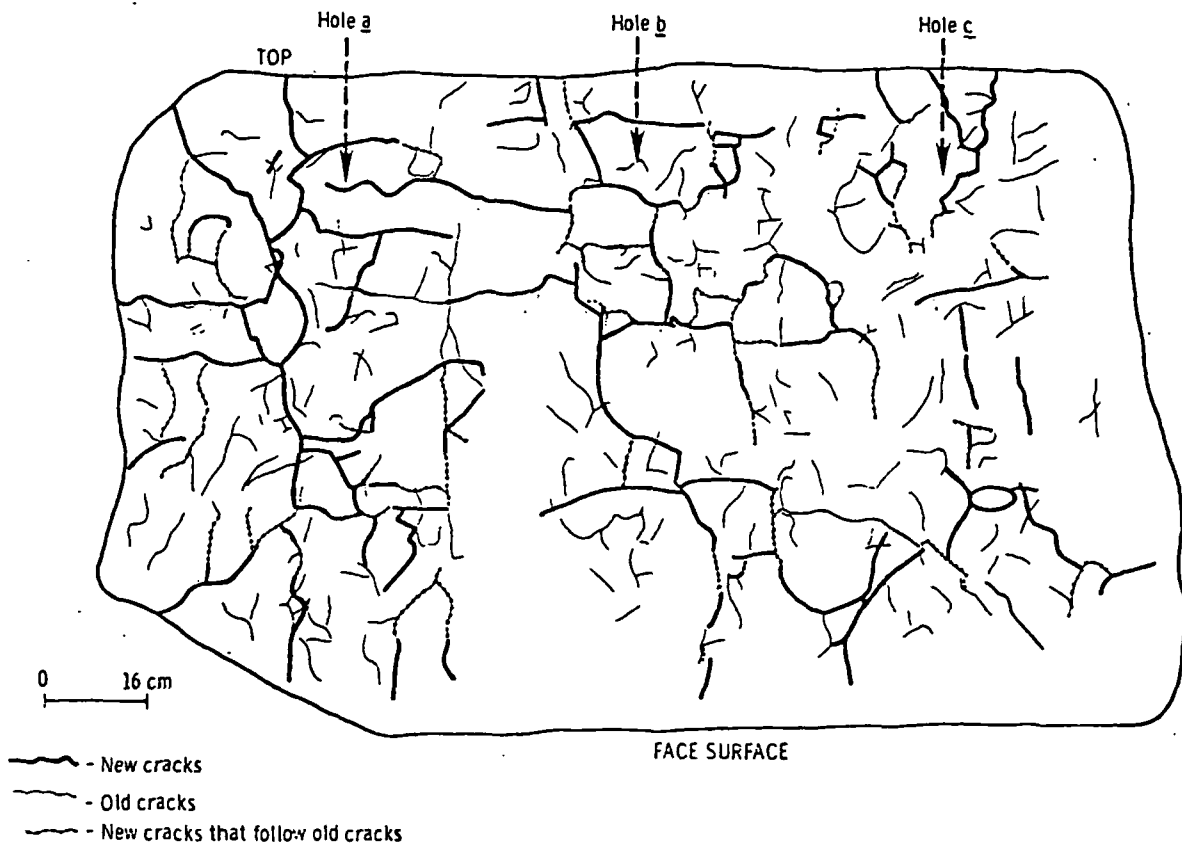 Hole a
Hole b
Hole c
TOP
0 16 cm
FACE SURFACE
- New cracks
- Old cracks
- New cracks that follow old cracks